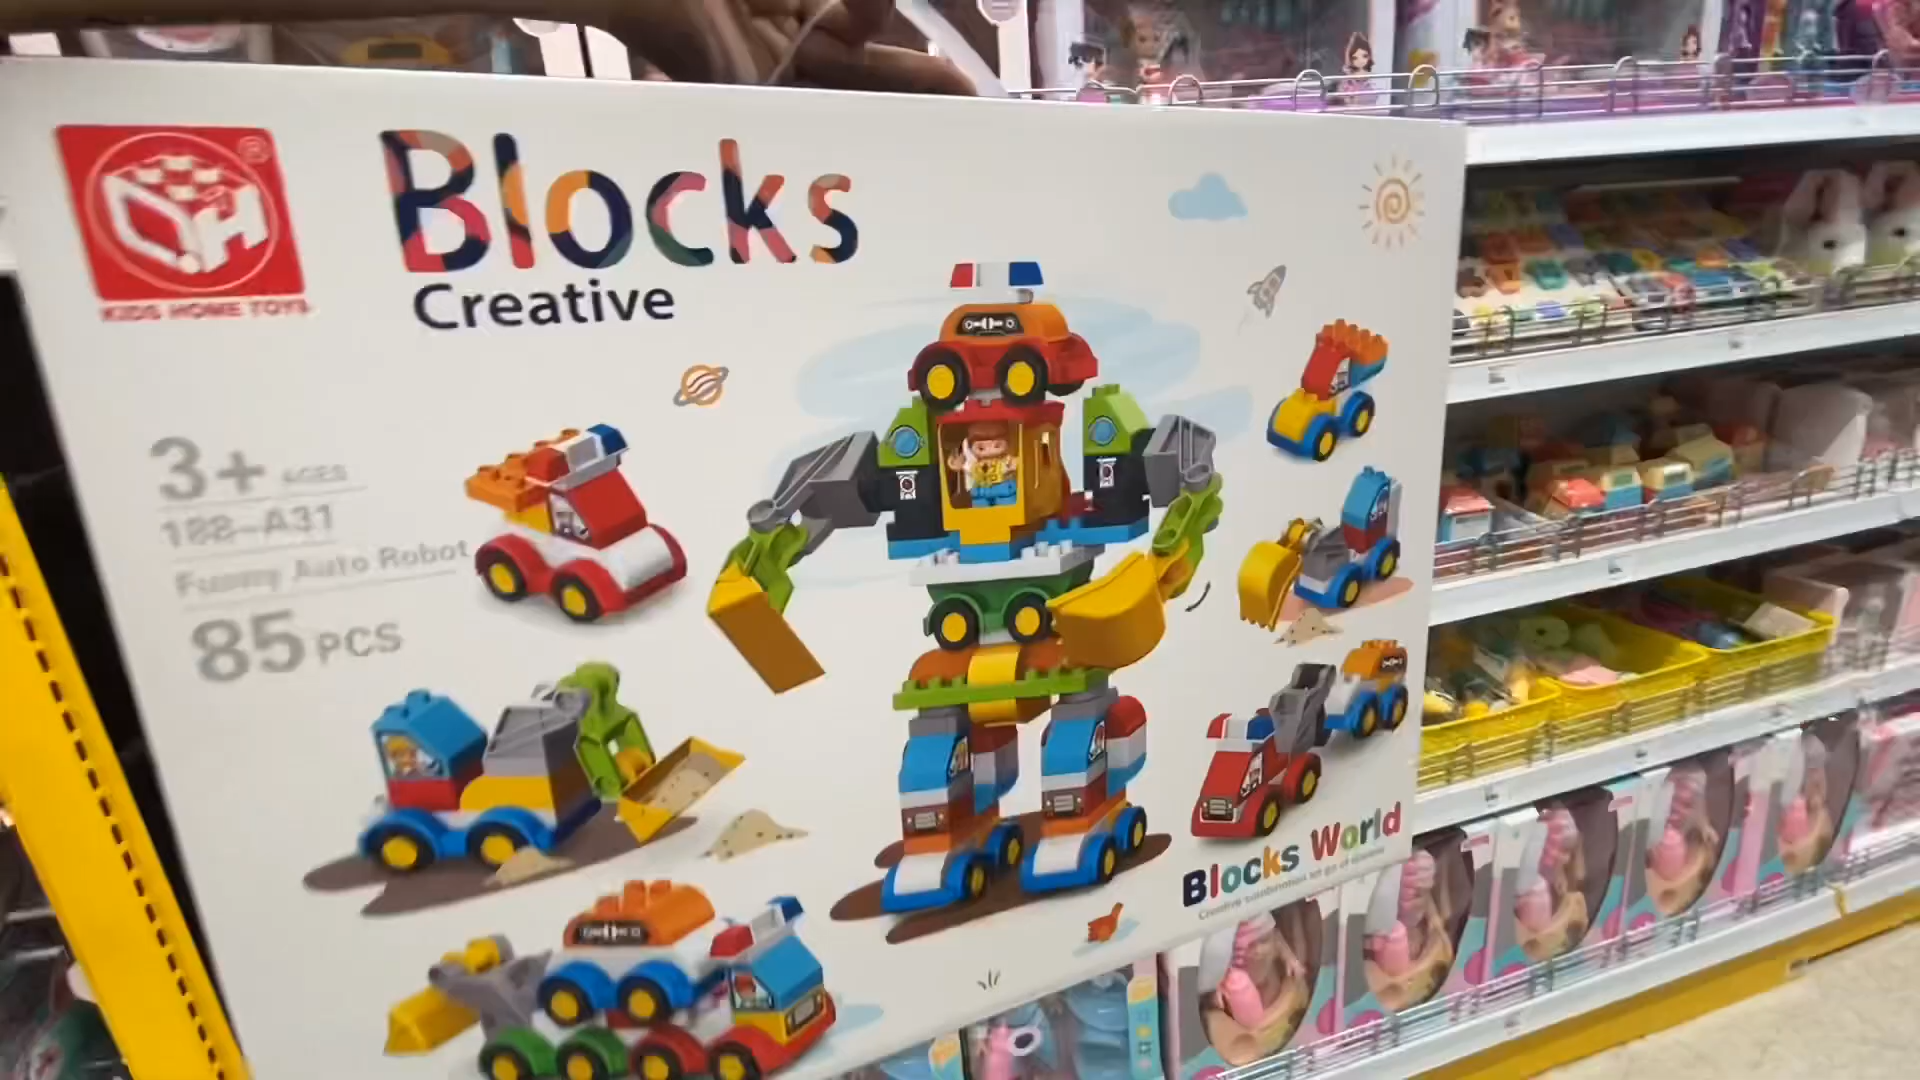 Blocks
Creative
KIDS HOME TOYS
3+ AGES
188-A31
Funny Auto Robot
85 PCS
Blocks World